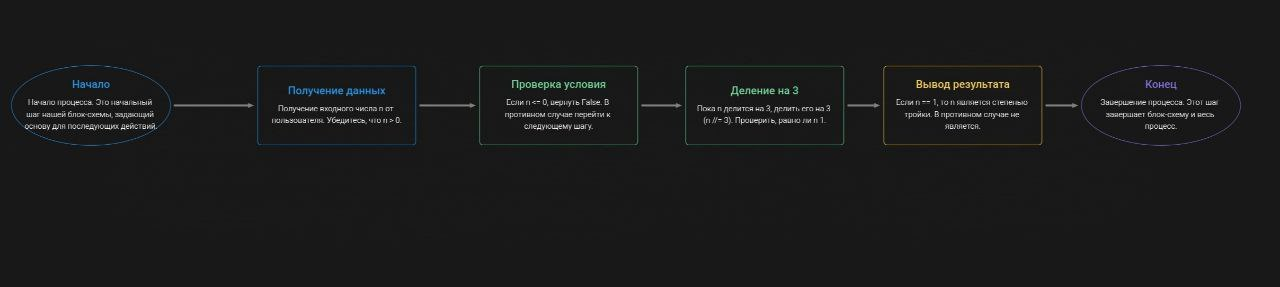 Начало
Начало процесса. Это начальный
шаг нашей блок-схемы, задающий
основу для последующих действий.
Получение данных
Получение входного числа n от
пользователя. Убедитесь, что n > 0.
Проверка условия
Если n <= 0, вернуть False. В
противном случае перейти к
следующему шагу.
Деление на 3
Пока n делится на 3, делить его на 3
(n //= 3). Проверить, равно ли n 1.
Вывод результата
Если n == 1, то n является степенью
тройки. В противном случае не
является.
Конец
Завершение процесса. Этот шаг
завершает блок-схему и весь
процесс.